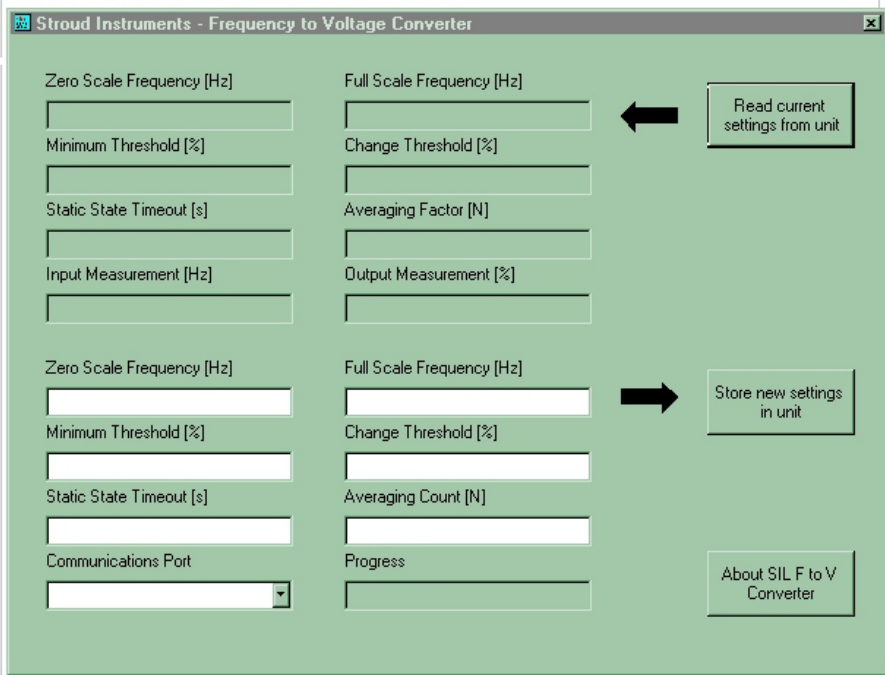 Stroud Instruments - Frequency to Voltage Converter
Zero Scale Frequency [Hz]
Full Scale Frequency [Hz]
Read current
settings from unit
Minimum Threshold [%]
Change Threshold [%]
Static State Timeout [s]
Averaging Factor [N]
Input Measurement [Hz]
Output Measurement [%]
Zero Scale Frequency [Hz]
Full Scale Frequency [Hz]
Store new settings
in unit
Minimum Threshold [%]
Change Threshold [%]
Static State Timeout [s]
Averaging Count [N]
Communications Port
Progress
About SIL F to V
Converter